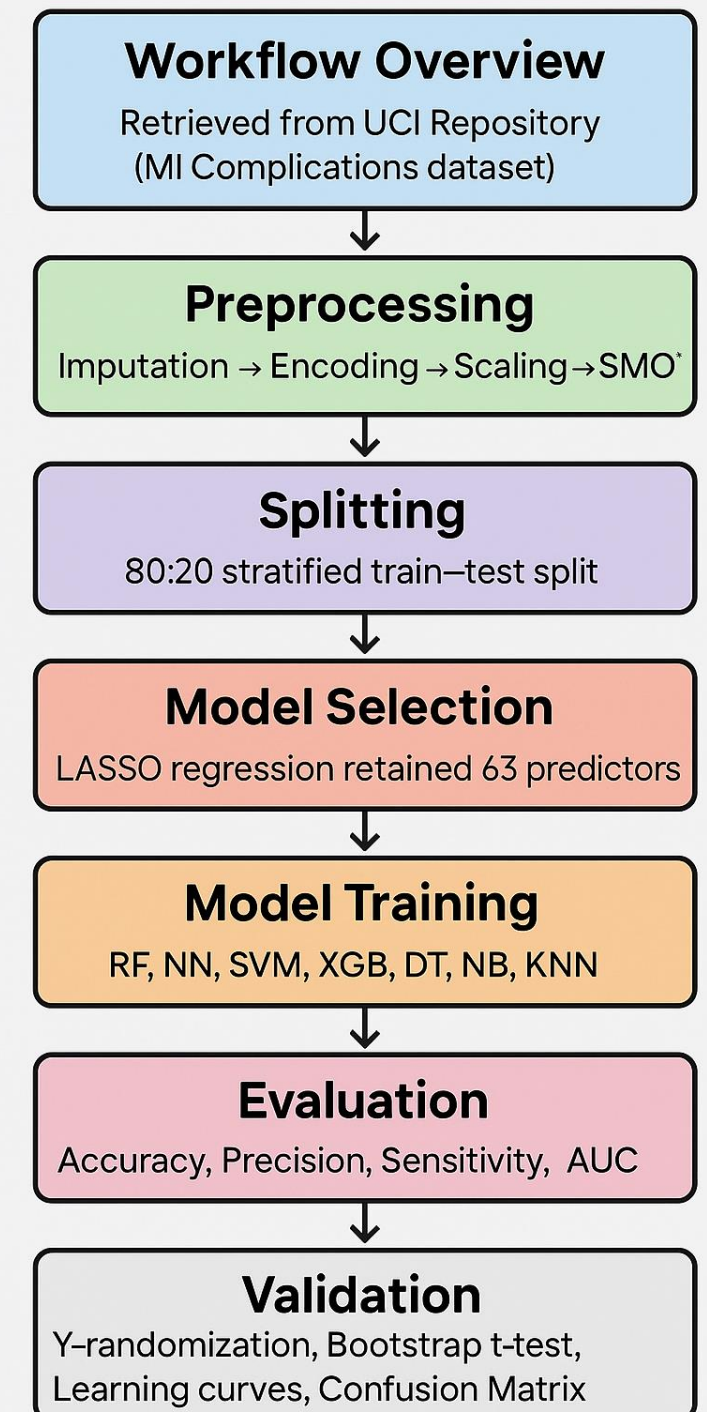 Workflow Overview
Retrieved from UCI Repository
(MI Complications dataset)
Preprocessing
Imputation → Encoding → Scaling → SMO*
Splitting
80:20 stratified train–test split
Model Selection
LASSO regression retained 63 predictors
Model Training
RF, NN, SVM, XGB, DT, NB, KNN
Evaluation
Accuracy, Precision, Sensitivity, AUC
Validation
Y-randomization, Bootstrap t-test,
Learning curves, Confusion Matrix